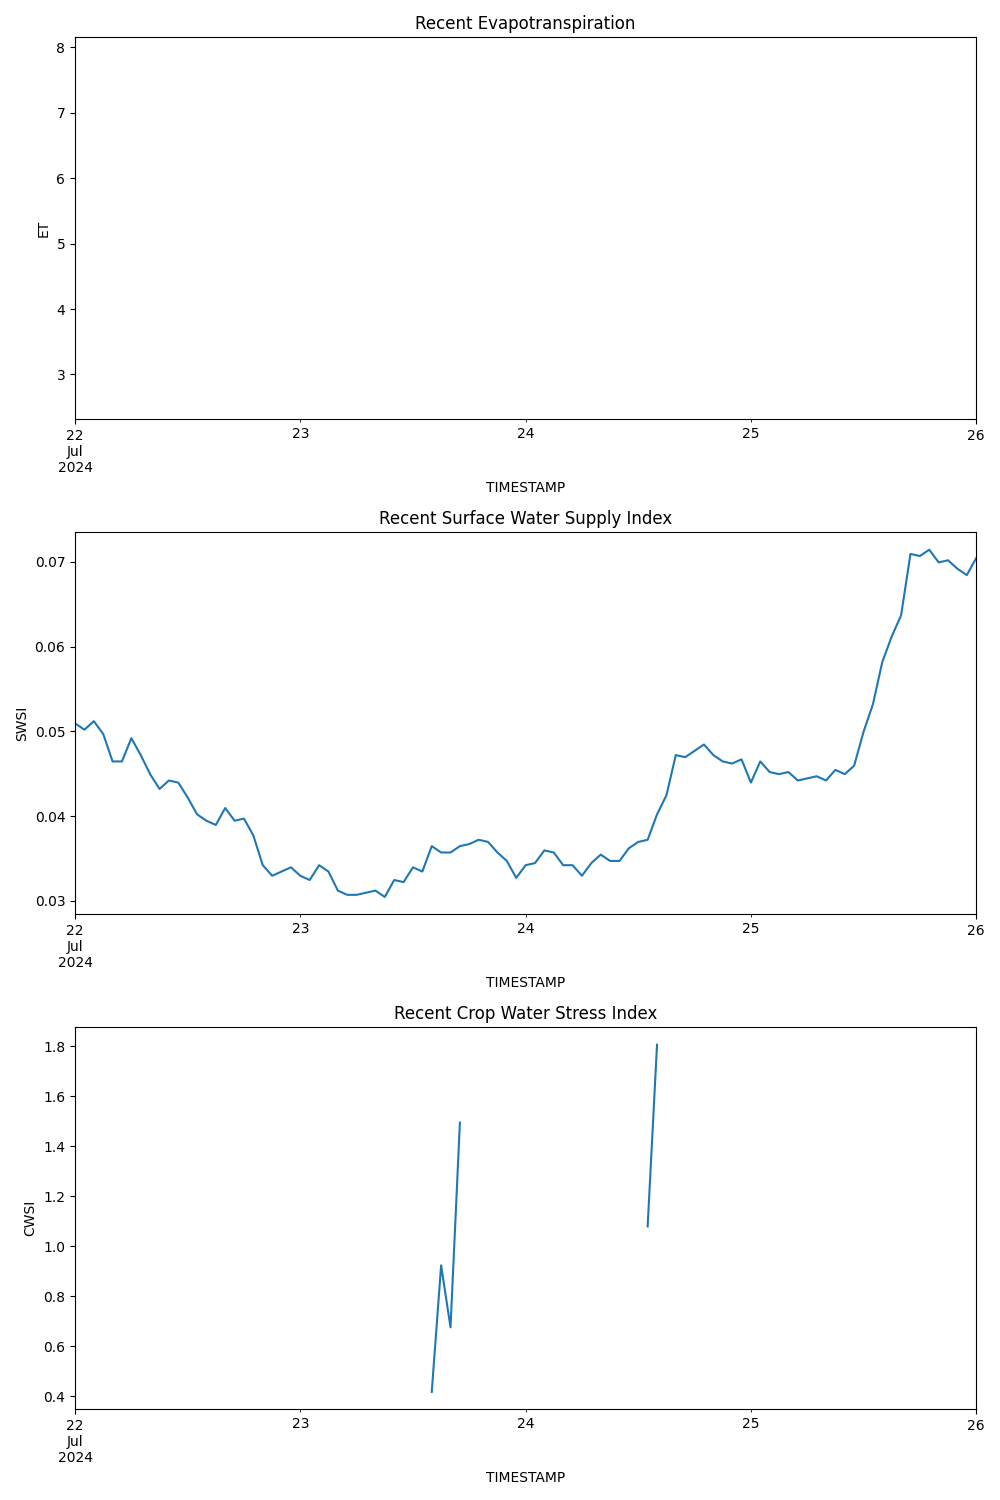 Recent Evapotranspiration
8
7
6
5
4
3
ET
22 23 24 25 26
Jul
2024
TIMESTAMP
Recent Surface Water Supply Index
0.07
0.06
0.05
0.04
0.03
SWSI
22 23 24 25 26
Jul
2024
TIMESTAMP
Recent Crop Water Stress Index
1.8
1.6
1.4
1.2
1.0
0.8
0.6
0.4
CWSI
22 23 24 25 26
Jul
2024
TIMESTAMP